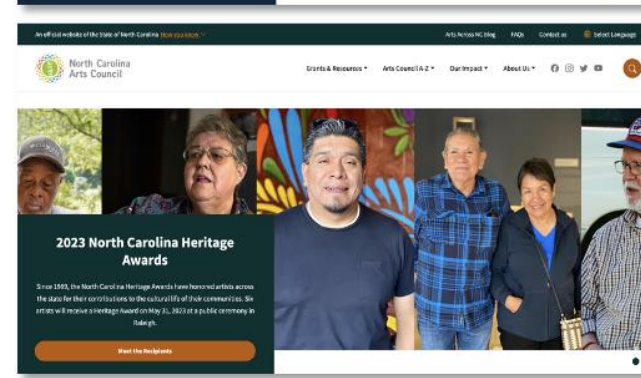 An official website of the State of North Carolina How you know
Arts Across NC Blog FAQs Contact us Select Language
North Carolina
Arts Council
Grants & Resources Arts Council A-Z Our Impact About Us
2023 North Carolina Heritage
Awards
Since 1989, the North Carolina Heritage Awards have honored artists across
the state for their contributions to the cultural life of their communities. Six
artists will receive a Heritage Award on May 31, 2023 at a public ceremony in
Raleigh.
Meet the Recipients